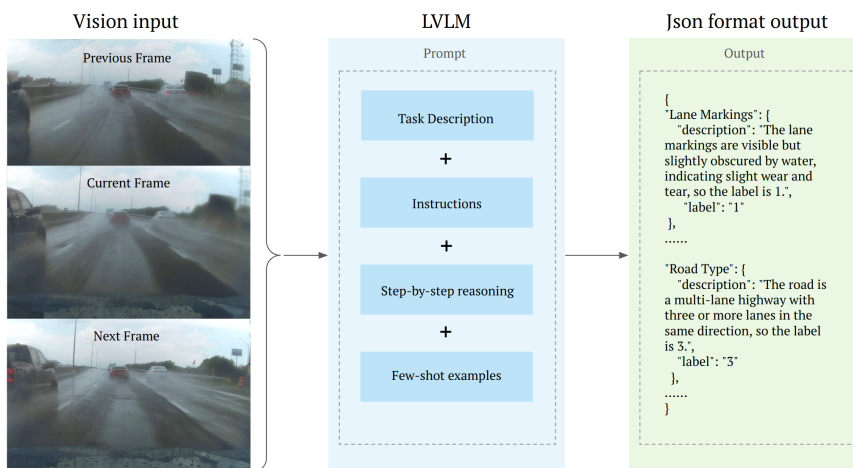 Vision input
Previous Frame
Current Frame
Next Frame
LVLM
Prompt
Task Description
+
Instructions
+
Step-by-step reasoning
+
Few-shot examples
Json format output
Output
{
"Lane Markings": {
"description": "The lane
markings are visible but
slightly obscured by water,
indicating slight wear and
tear, so the label is 1.",
"label": "1"
},
......
"Road Type": {
"description": "The road is
a multi-lane highway with
three or more lanes in the
same direction, so the label
is 3.",
"label": "3"
},
......
}